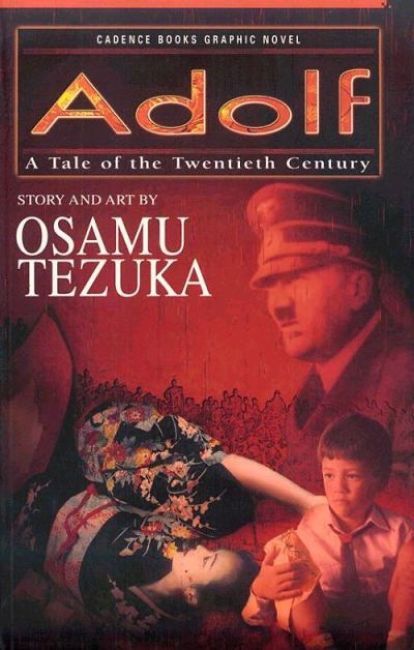 CADENCE BOOKS GRAPHIC NOVEL
Adolf
A Tale of the Twentieth Century
STORY AND ART BY
OSAMU
TEZUKA